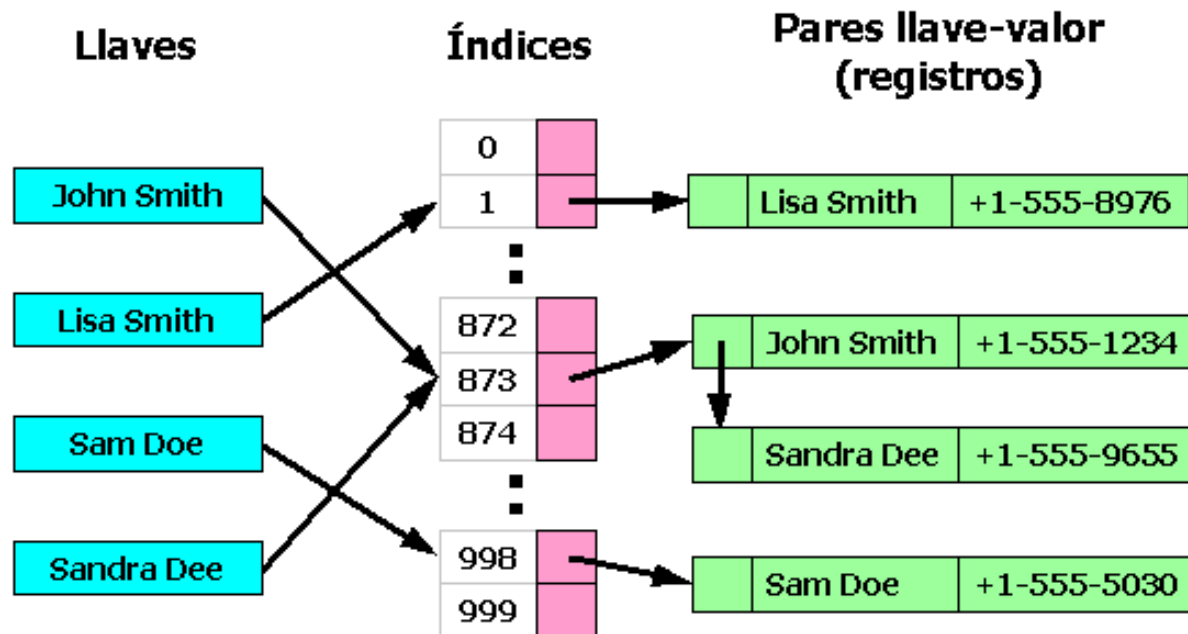 Llaves
Índices
Pares llave-valor
(registros)
John Smith
Lisa Smith
Sam Doe
Sandra Dee
0
1
872
873
874
998
999
Lisa Smith +1-555-8976
John Smith +1-555-1234
Sandra Dee +1-555-9655
Sam Doe +1-555-5030